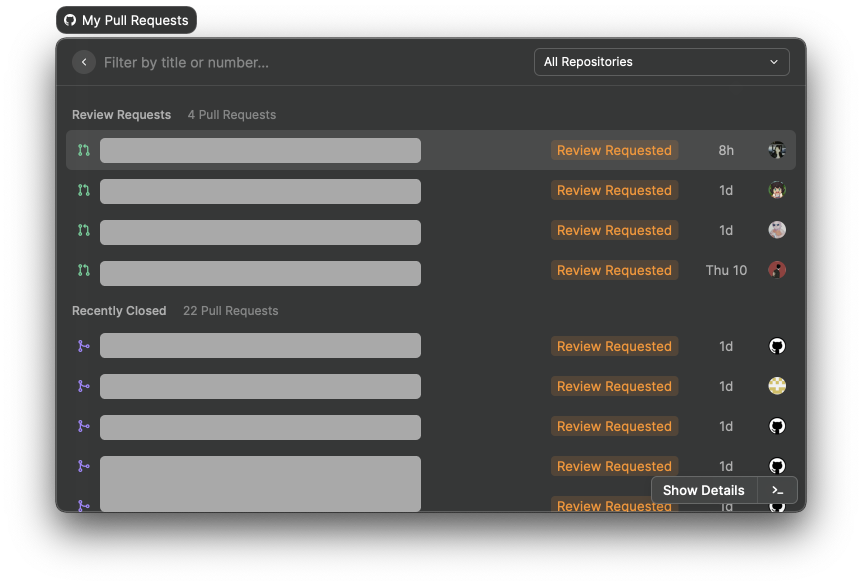 My Pull Requests
Filter by title or number... All Repositories
Review Requests 4 Pull Requests
Review Requested 8h
Review Requested 1d
Review Requested 1d
Review Requested Thu 10
Recently Closed 22 Pull Requests
Review Requested 1d
Review Requested 1d
Review Requested 1d
Review Requested 1d
Show Details >_
Review Requested 1d